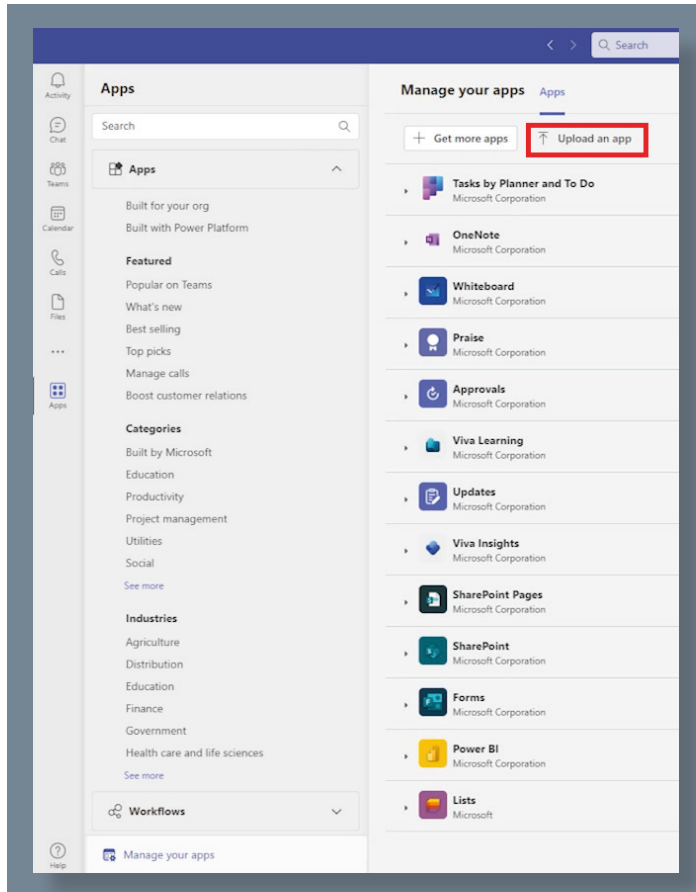 Search
Activity
Chat
Teams
Calendar
Calls
Files
Apps
Help
Apps
Search
Apps
Built for your org
Built with Power Platform
Featured
Popular on Teams
What's new
Best selling
Top picks
Manage calls
Boost customer relations
Categories
Built by Microsoft
Education
Productivity
Project management
Utilities
Social
See more
Industries
Agriculture
Distribution
Education
Finance
Government
Health care and life sciences
See more
Workflows
Manage your apps
Manage your apps Apps
Get more apps Upload an app
Tasks by Planner and To Do
Microsoft Corporation
OneNote
Microsoft Corporation
Whiteboard
Microsoft Corporation
Praise
Microsoft Corporation
Approvals
Microsoft Corporation
Viva Learning
Microsoft Corporation
Updates
Microsoft Corporation
Viva Insights
Microsoft Corporation
SharePoint Pages
Microsoft Corporation
SharePoint
Microsoft Corporation
Forms
Microsoft Corporation
Power BI
Microsoft Corporation
Lists
Microsoft